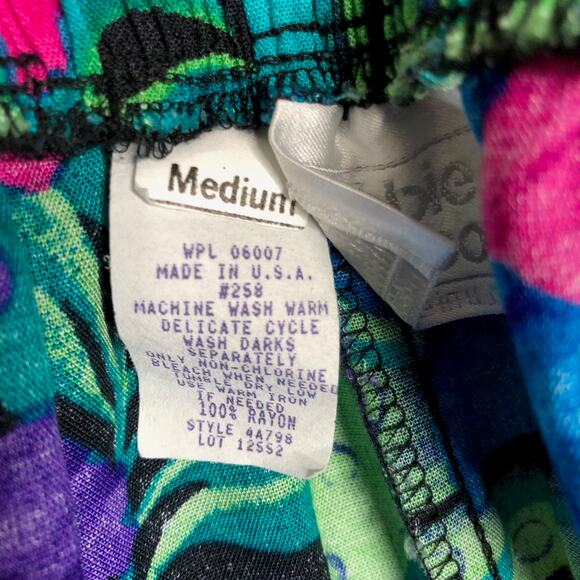 Medium
WPL 06007
MADE IN U.S.A.
#258
MACHINE WASH WARM
DELICATE CYCLE
WASH DARKS
SEPARATELY
ONLY NON-CHLORINE
BLEACH WHEN NEEDED
TUMBLE DRY LOW
USE WARM IRON
IF NEEDED
100% RAYON
STYLE 4A798
LOT 12552